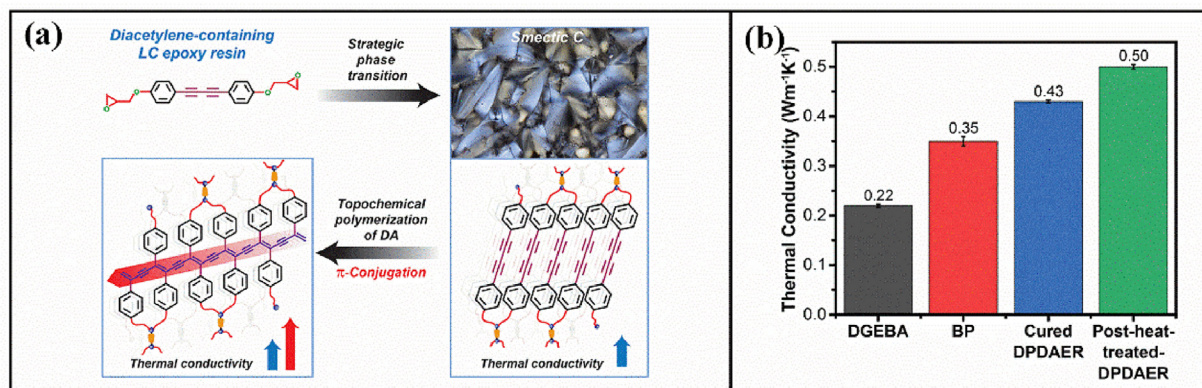 (a)
Diacetylene-containing
LC epoxy resin
Strategic
phase
transition
Smectic C
Topochemical
polymerization
of DA
π-Conjugation
Thermal conductivity
Thermal conductivity
(b)
Thermal Conductivity (Wm⁻¹K⁻¹)
0.5
0.4
0.3
0.2
0.1
0.0
0.22
0.35
0.43
0.50
DGEBA
BP
Cured
DPDAER
Post-heat-
treated-
DPDAER